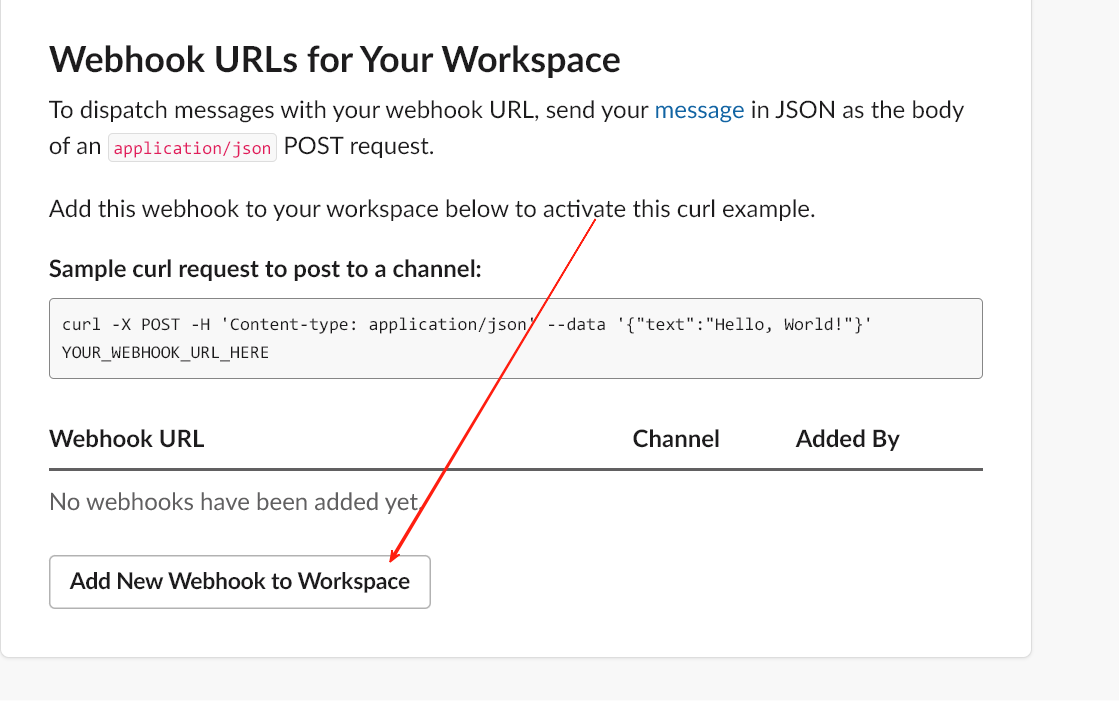 Webhook URLs for Your Workspace
To dispatch messages with your webhook URL, send your message in JSON as the body
of an application/json POST request.
Add this webhook to your workspace below to activate this curl example.
Sample curl request to post to a channel:
curl -X POST -H 'Content-type: application/json' --data '{"text":"Hello, World!"}'
YOUR_WEBHOOK_URL_HERE
Webhook URL Channel Added By
No webhooks have been added yet.
Add New Webhook to Workspace